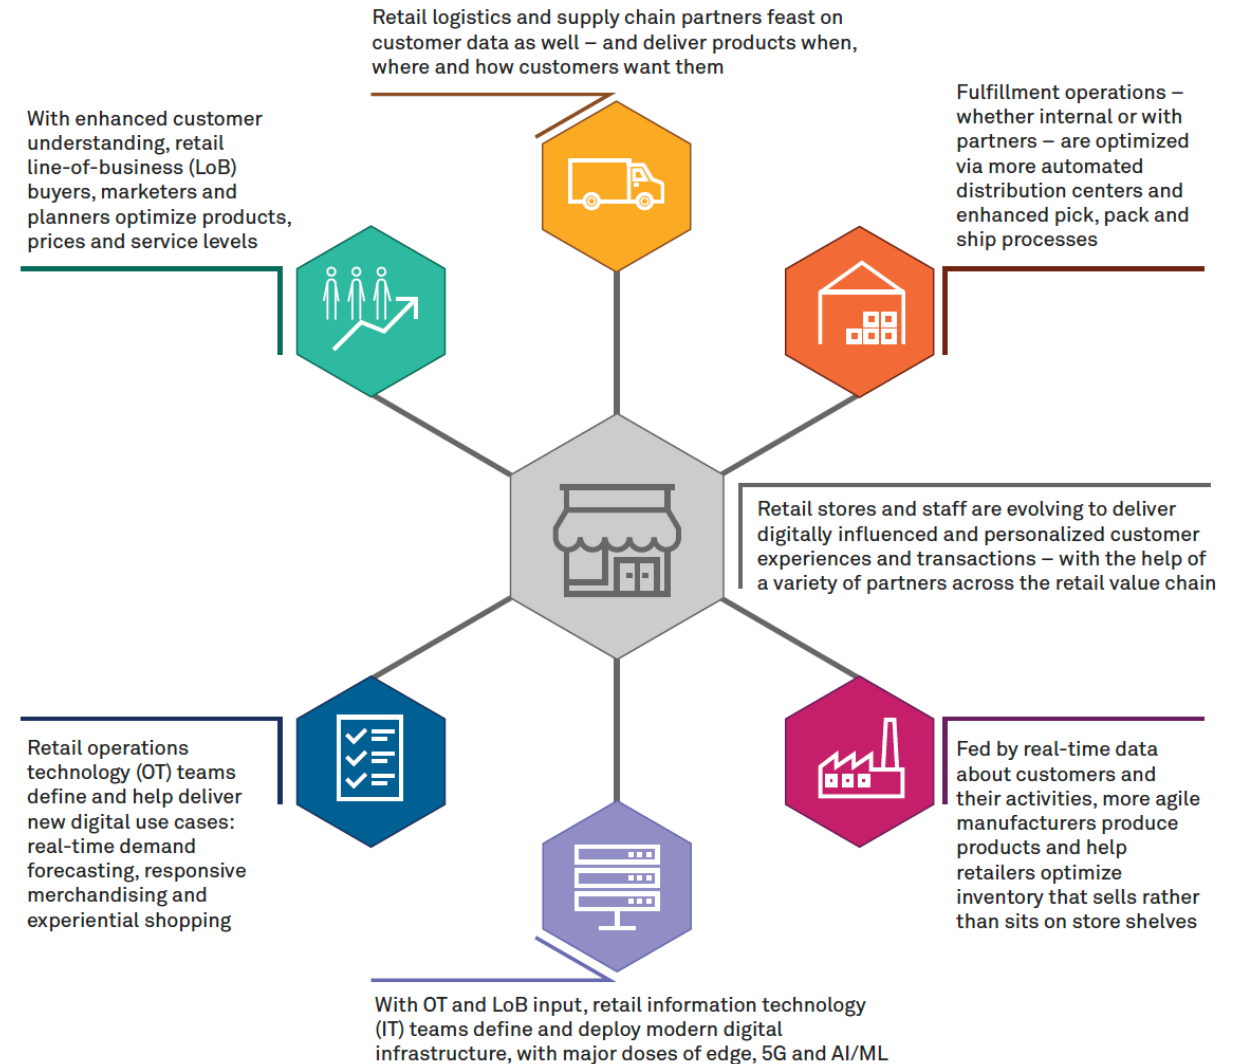 Retail logistics and supply chain partners feast on
customer data as well – and deliver products when,
where and how customers want them
With enhanced customer
understanding, retail
line-of-business (LoB)
buyers, marketers and
planners optimize products,
prices and service levels
Fulfillment operations –
whether internal or with
partners – are optimized
via more automated
distribution centers and
enhanced pick, pack and
ship processes
Retail stores and staff are evolving to deliver
digitally influenced and personalized customer
experiences and transactions – with the help of
a variety of partners across the retail value chain
Retail operations
technology (OT) teams
define and help deliver
new digital use cases:
real-time demand
forecasting, responsive
merchandising and
experiential shopping
Fed by real-time data
about customers and
their activities, more agile
manufacturers produce
products and help
retailers optimize
inventory that sells rather
than sits on store shelves
With OT and LoB input, retail information technology
(IT) teams define and deploy modern digital
infrastructure, with major doses of edge, 5G and AI/ML